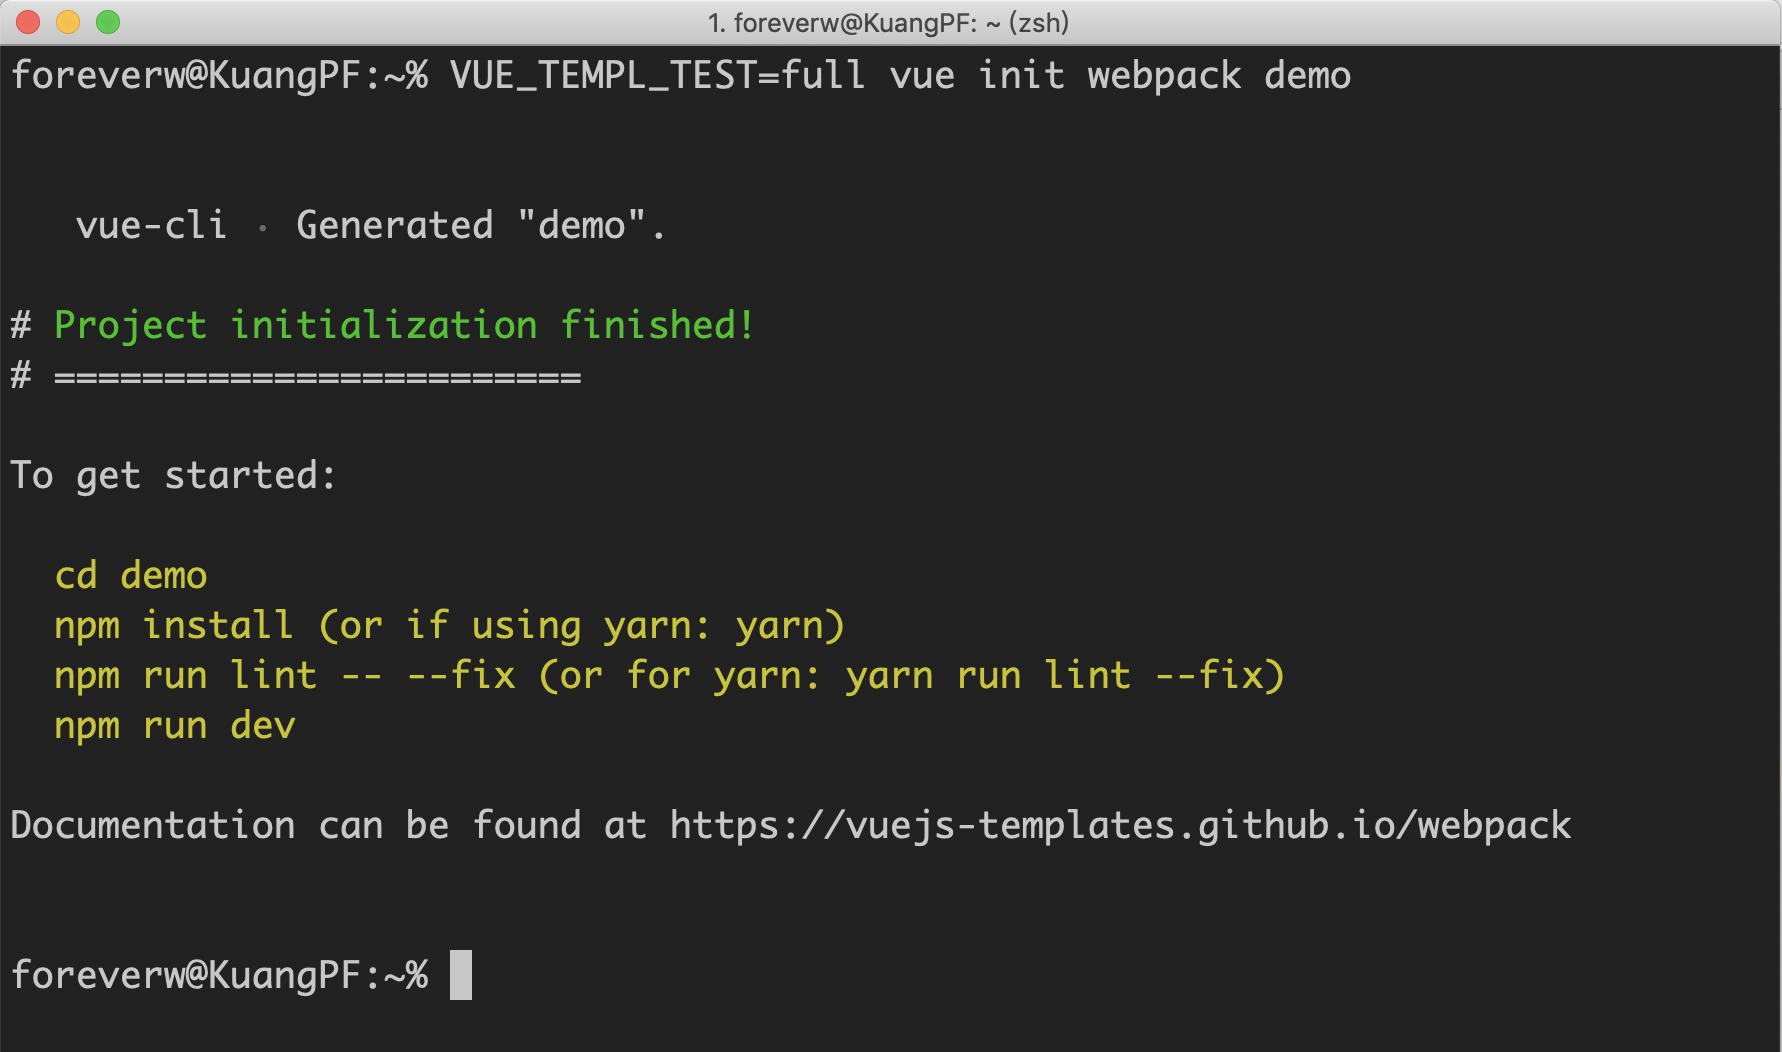 1. foreverw@KuangPF: ~ (zsh)
foreverw@KuangPF:~% VUE_TEMPL_TEST=full vue init webpack demo
vue-cli · Generated "demo".
# Project initialization finished!
# ========================
To get started:
cd demo
npm install (or if using yarn: yarn)
npm run lint -- --fix (or for yarn: yarn run lint --fix)
npm run dev
Documentation can be found at https://vuejs-templates.github.io/webpack
foreverw@KuangPF:~%